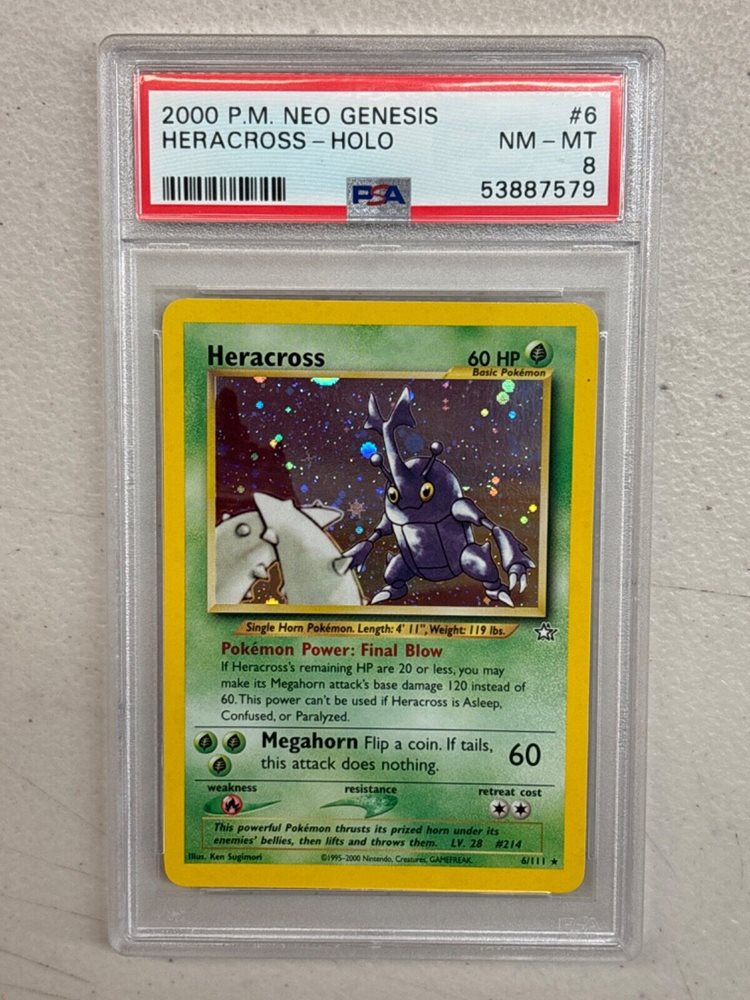 2000 P.M. NEO GENESIS #6
HERACROSS - HOLO NM - MT
8
PSA 53887579
Heracross 60 HP
Basic Pokémon
Single Horn Pokémon. Length: 4' 11", Weight: 119 lbs.
Pokémon Power: Final Blow
If Heracross's remaining HP are 20 or less, you may
make its Megahorn attack's base damage 120 instead of
60. This power can't be used if Heracross is Asleep,
Confused, or Paralyzed.
Megahorn Flip a coin. If tails, 60
this attack does nothing.
weakness resistance retreat cost
This powerful Pokémon thrusts its prized horn under its
enemies' bellies, then lifts and throws them. LV. 28 #214
Illus. Ken Sugimori ©1995-2000 Nintendo, Creatures, GAMEFREAK. 6/111 ★